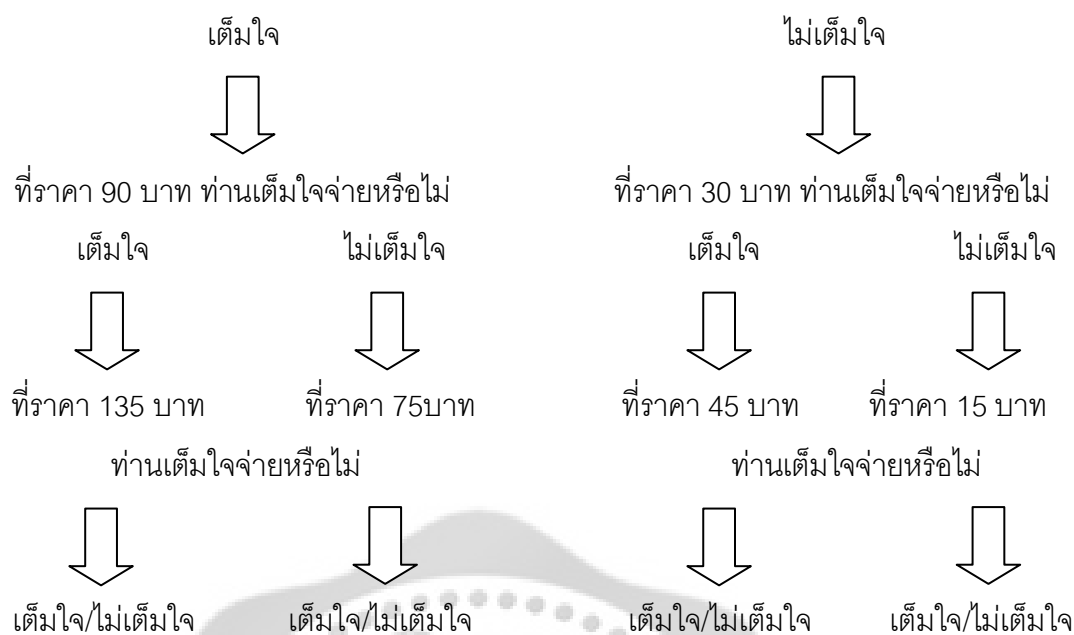 เต็มใจ ไม่เต็มใจ
ที่ราคา 90 บาท ท่านเต็มใจจ่ายหรือไม่ ที่ราคา 30 บาท ท่านเต็มใจจ่ายหรือไม่
เต็มใจ ไม่เต็มใจ เต็มใจ ไม่เต็มใจ
ที่ราคา 135 บาท ที่ราคา 75บาท ที่ราคา 45 บาท ที่ราคา 15 บาท
ท่านเต็มใจจ่ายหรือไม่ ท่านเต็มใจจ่ายหรือไม่
เต็มใจ/ไม่เต็มใจ เต็มใจ/ไม่เต็มใจ เต็มใจ/ไม่เต็มใจ เต็มใจ/ไม่เต็มใจ